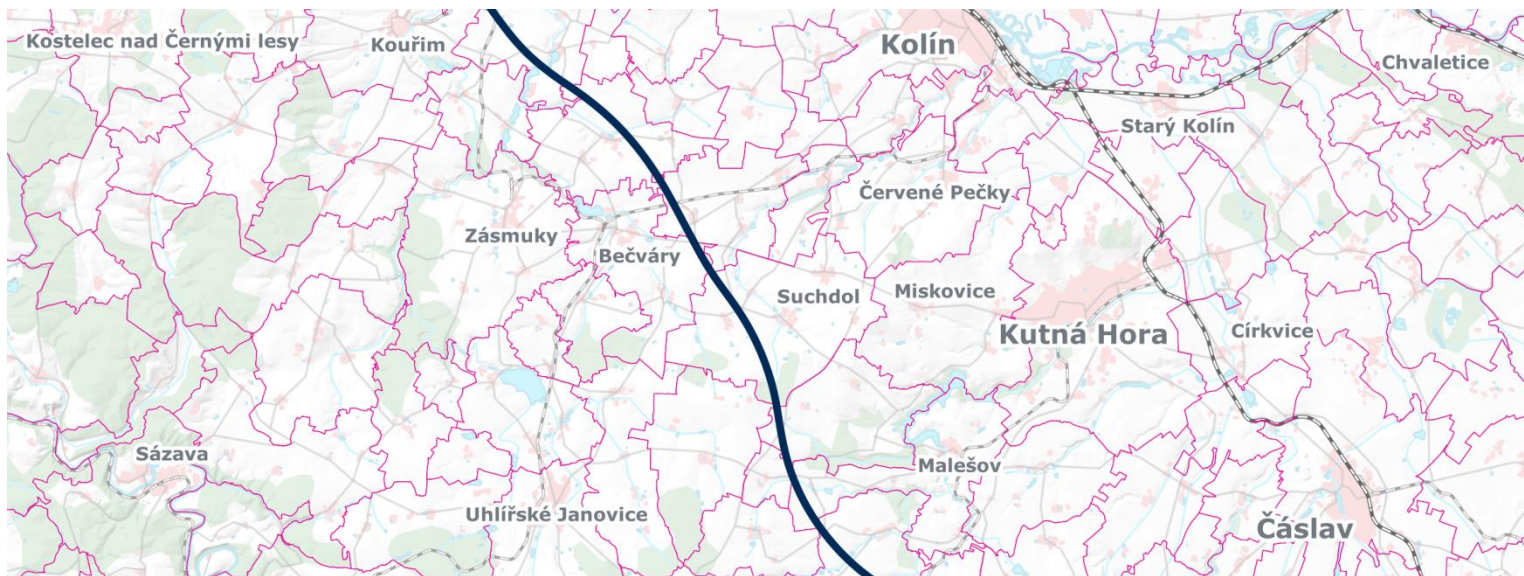 Kostelec nad Černými lesy
Kouřim
Kolín
Chvaletice
Starý Kolín
Červené Pečky
Zásmuky
Bečváry
Suchdol
Miskovice
Kutná Hora
Církvice
Sázava
Malešov
Uhlířské Janovice
Čáslav